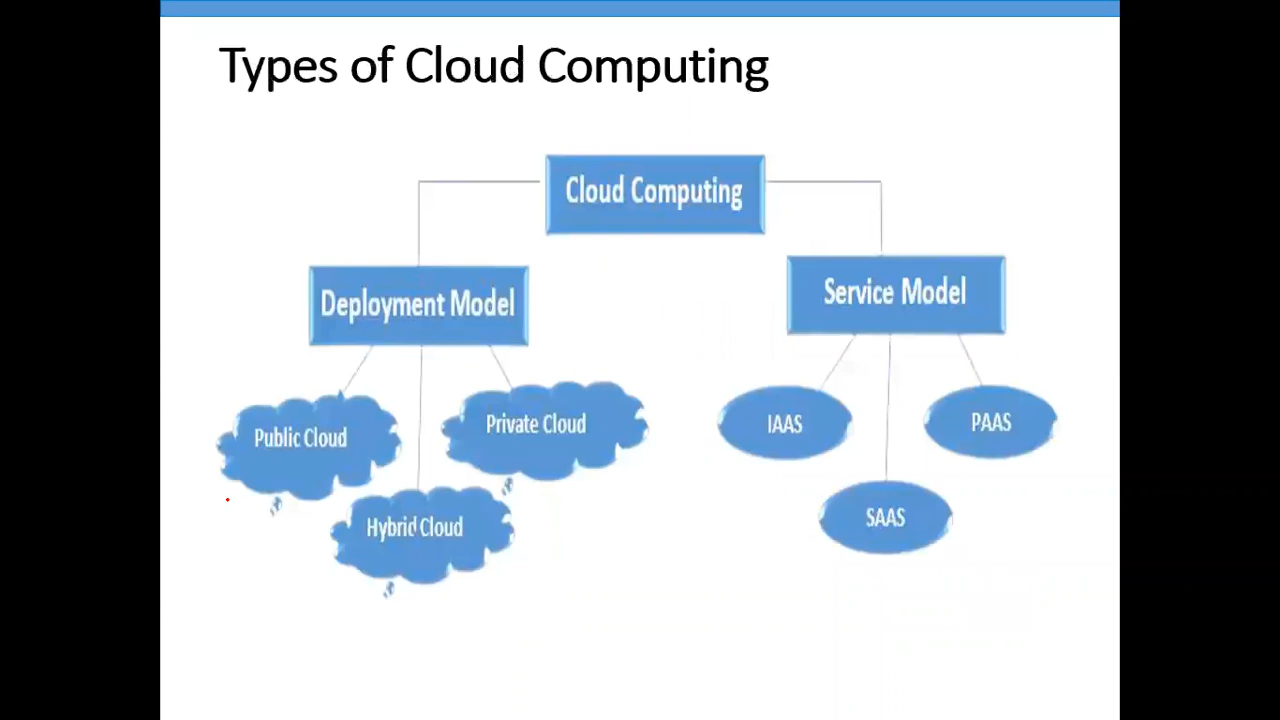 Types of Cloud Computing
Cloud Computing
Deployment Model
Service Model
Public Cloud
Private Cloud
Hybrid Cloud
IAAS
PAAS
SAAS